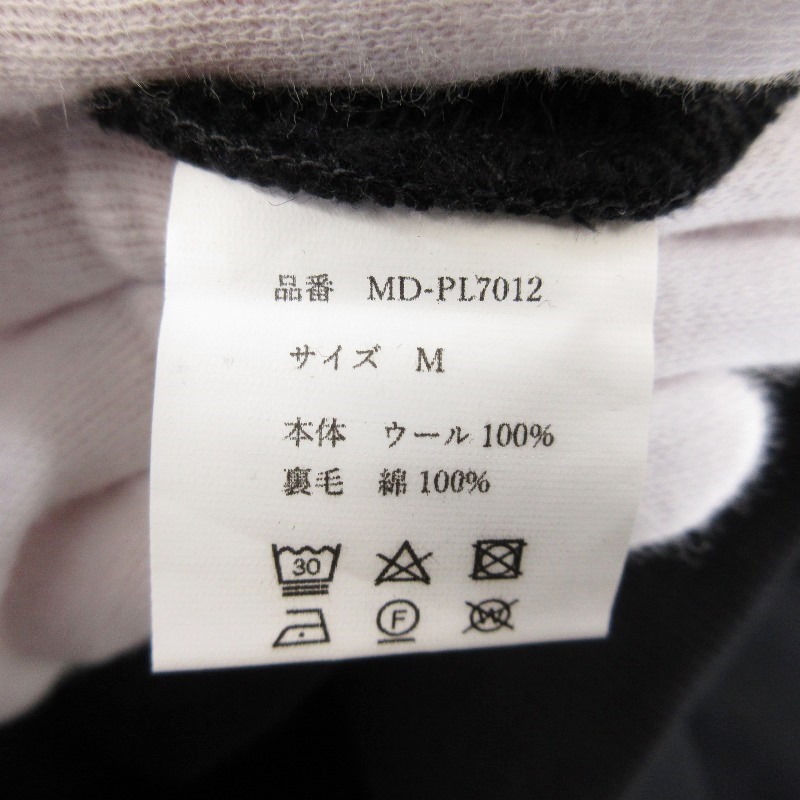 品番 MD-PL7012
サイズ M
本体 ウール 100%
裏毛 綿 100%
30
F W